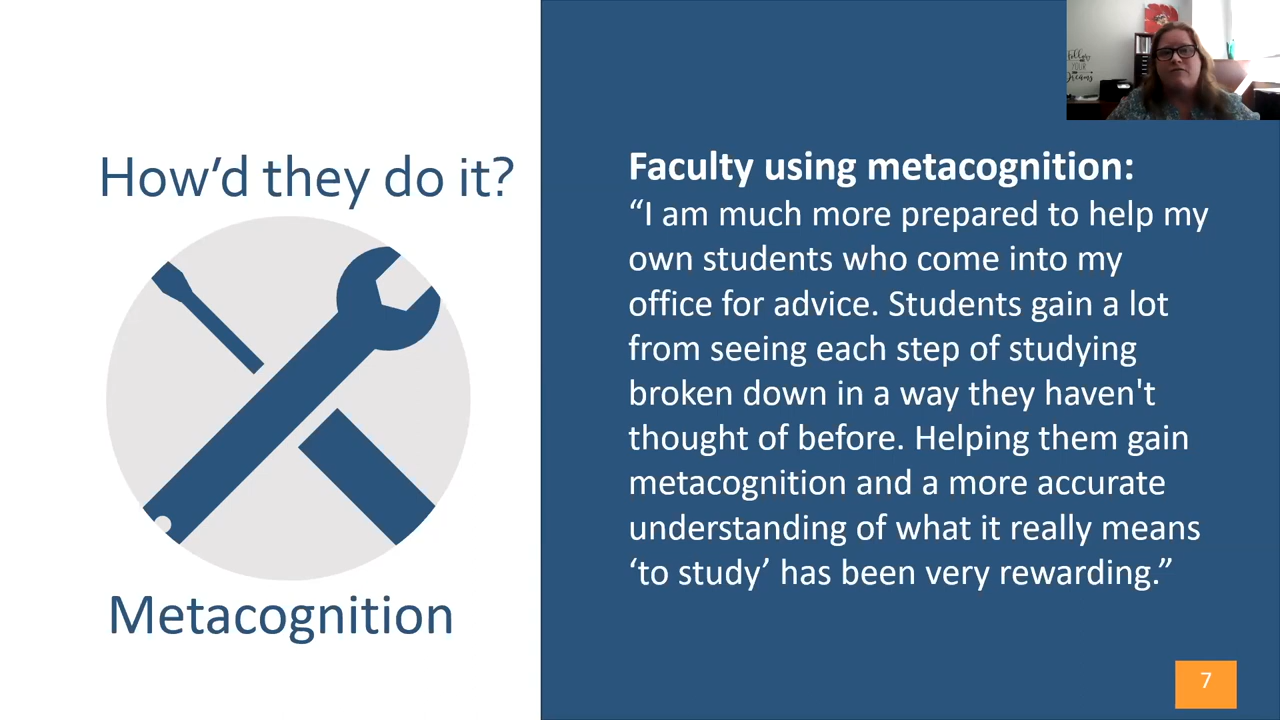 How’d they do it?
Metacognition
Follow
YOUR
Dreams
Faculty using metacognition:
“I am much more prepared to help my
own students who come into my
office for advice. Students gain a lot
from seeing each step of studying
broken down in a way they haven't
thought of before. Helping them gain
metacognition and a more accurate
understanding of what it really means
‘to study’ has been very rewarding.”
7